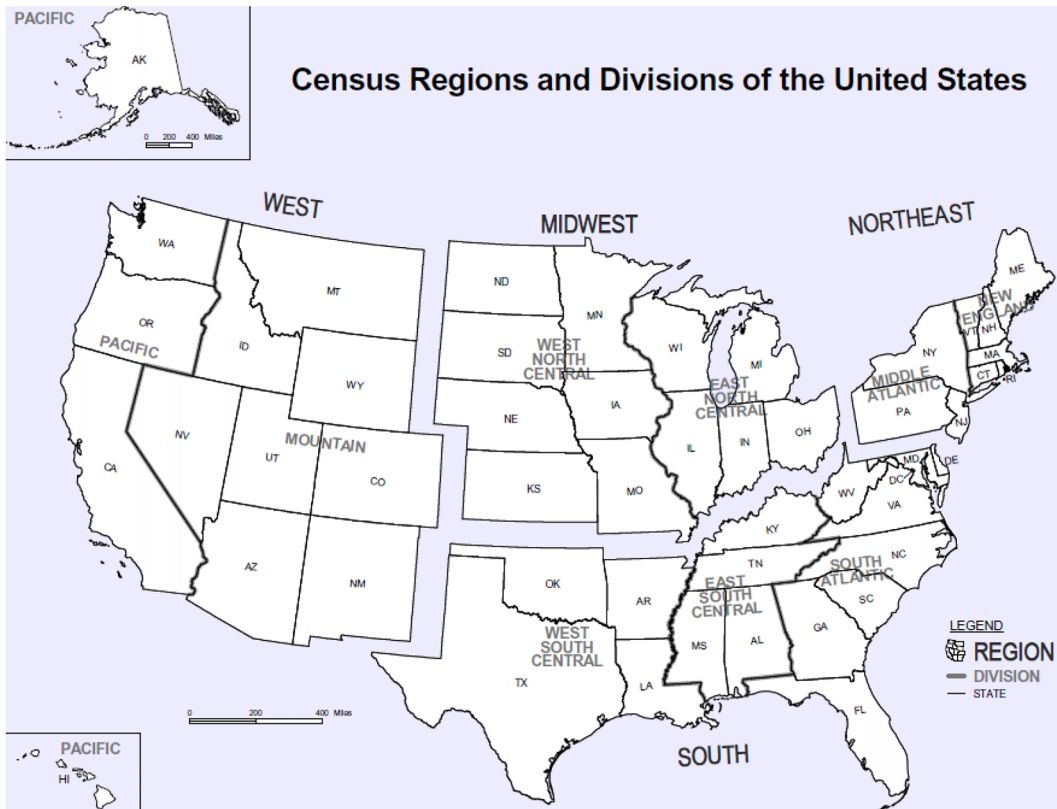 PACIFIC
AK
0 200 400 Miles
Census Regions and Divisions of the United States
WEST
MIDWEST
NORTHEAST
WA
MT
ND
MN
ME
OR
PACIFIC
ID
SD
WEST
NORTH
CENTRAL
WI
MI
NY
VT
NH
NEW
ENGLAND
MA
CT
RI
WY
NE
IA
EAST
NORTH
CENTRAL
MIDDLE
ATLANTIC
PA
NJ
NV
MOUNTAIN
UT
CO
CA
KS
MO
IL
IN
OH
MD
DE
DC
WV
VA
KY
AZ
NM
OK
AR
TN
NC
SOUTH
ATLANTIC
SC
EAST
SOUTH
CENTRAL
MS
AL
GA
WEST
SOUTH
CENTRAL
TX
LA
FL
LEGEND
REGION
DIVISION
STATE
0 200 400 Miles
SOUTH
PACIFIC
HI